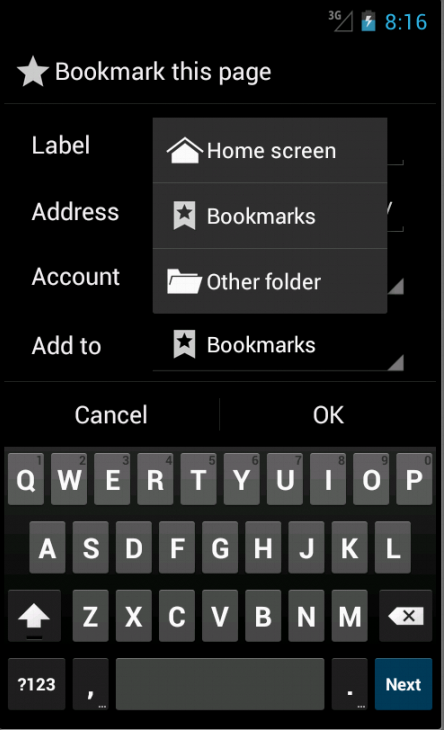 3G 8:16
Bookmark this page
Label
Home screen
Address
Bookmarks
/
Account
Other folder
Add to Bookmarks
Cancel OK
1 2 3 4 5 6 7 8 9 0
Q W E R T Y U I O P
A S D F G H J K L
Z X C V B N M
?123 , ... . ... Next